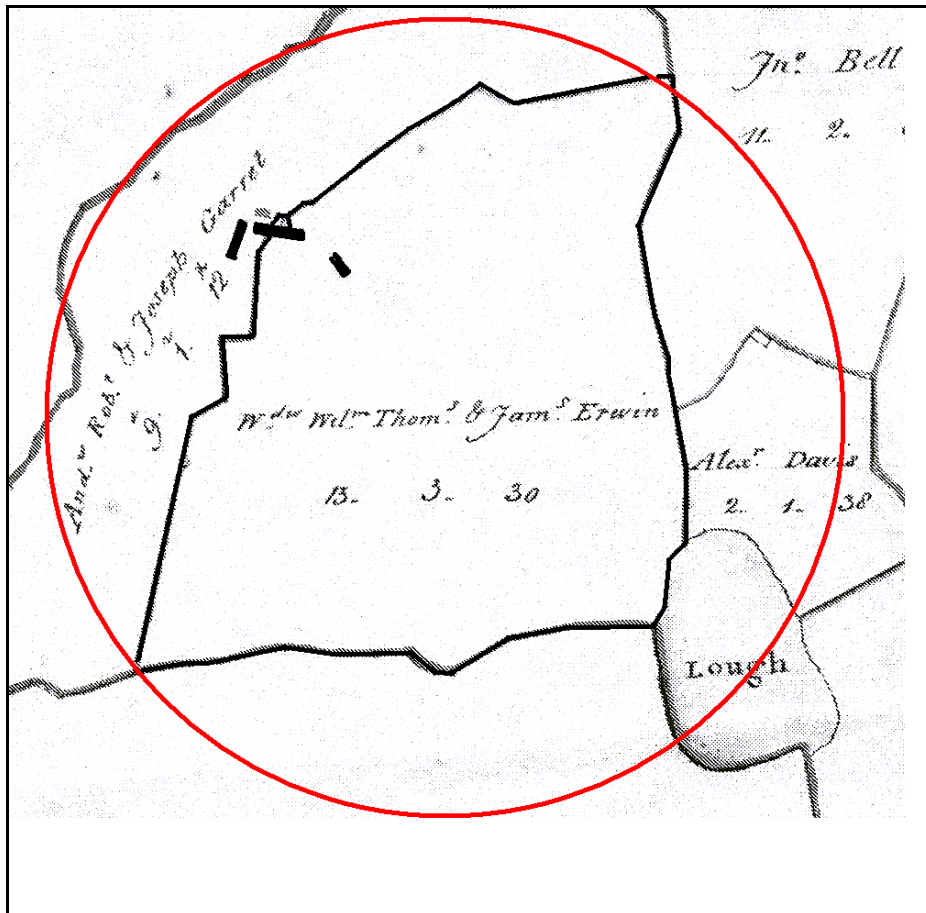 Jnº Bell
11. 2.
Andʷ Robᵗ & Joseph Garret
9. 1. 12
Wᵈʷ Wilᵐ Thomˢ & Jamˢ Erwin
13. 3. 30
Alexʳ Davis
2. 1. 38
Lough